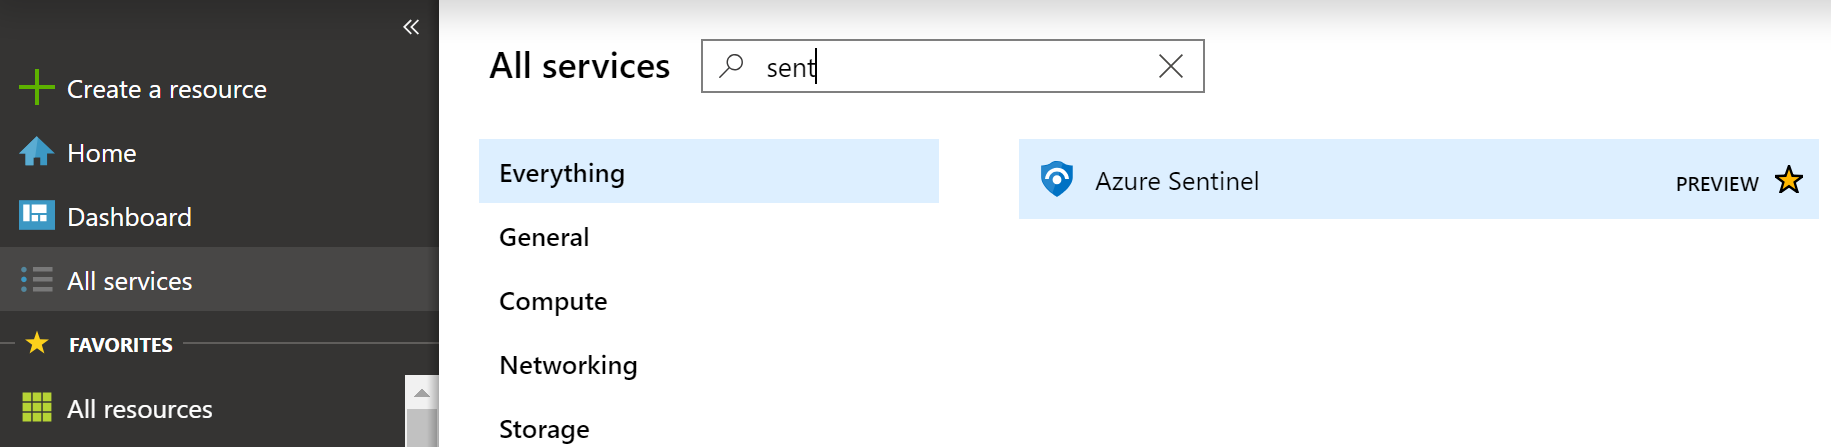 Create a resource
Home
Dashboard
All services
FAVORITES
All resources
All services
sent
Everything
General
Compute
Networking
Storage
Azure Sentinel
PREVIEW